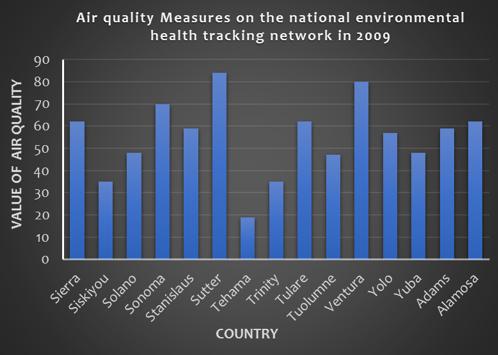 Air quality Measures on the national environmental
health tracking network in 2009
VALUE OF AIR QUALITY
90
80
70
60
50
40
30
20
10
0
Sierra
Siskiyou
Solano
Sonoma
Stanislaus
Sutter
Tehama
Trinity
Tulare
Tuolumne
Ventura
Yolo
Yuba
Adams
Alamosa
COUNTRY